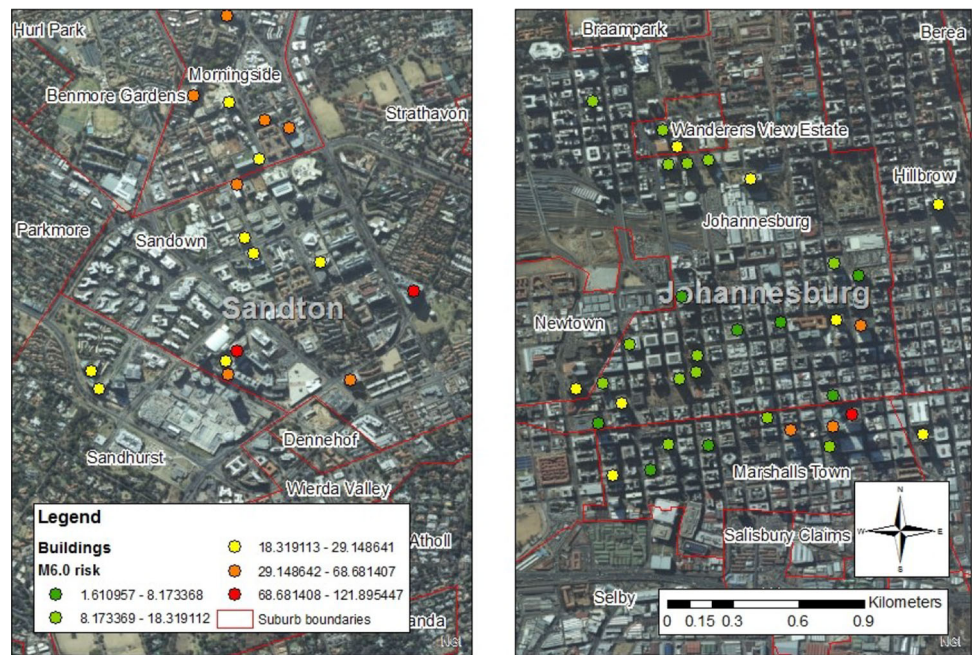 Hurl Park
Morningside
Benmore Gardens
Strathavon
Parkmore
Sandown
Sandton
Dennehof
Sandhurst
Wierda Valley
Atholl
anda
Legend
Buildings
M6.0 risk
1.610957 - 8.173368
8.173369 - 18.319112
18.319113 - 29.148641
29.148642 - 68.681407
68.681408 - 121.895447
Suburb boundaries
Braampark
Berea
Wanderers View Estate
Hillbrow
Johannesburg
Johannesburg
Newtown
Marshalls Town
Salisbury Claims
Selby
N
W E
S
Kilometers
0 0.15 0.3 0.6 0.9